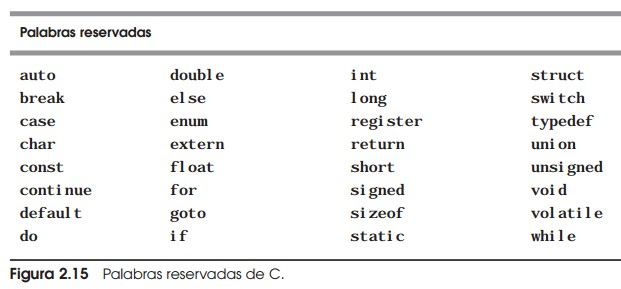 Palabras reservadas
auto double int struct
break else long switch
case enum register typedef
char extern return union
const float short unsigned
continue for signed void
default goto sizeof volatile
do if static while
Figura 2.15 Palabras reservadas de C.